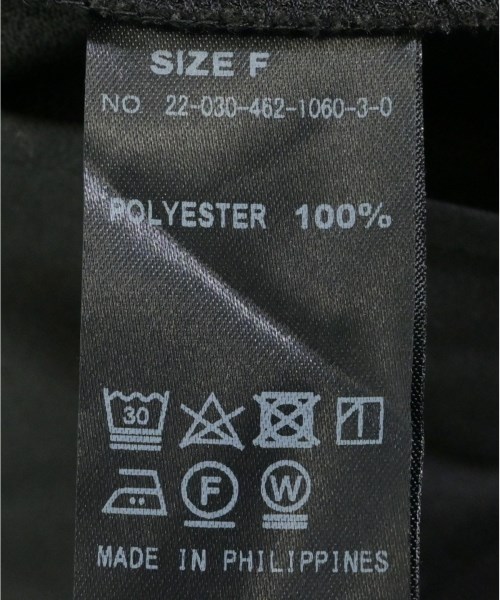 SIZE F
NO. 22-030-462-1060-3-0
POLYESTER 100%
30
F W
MADE IN PHILIPPINES